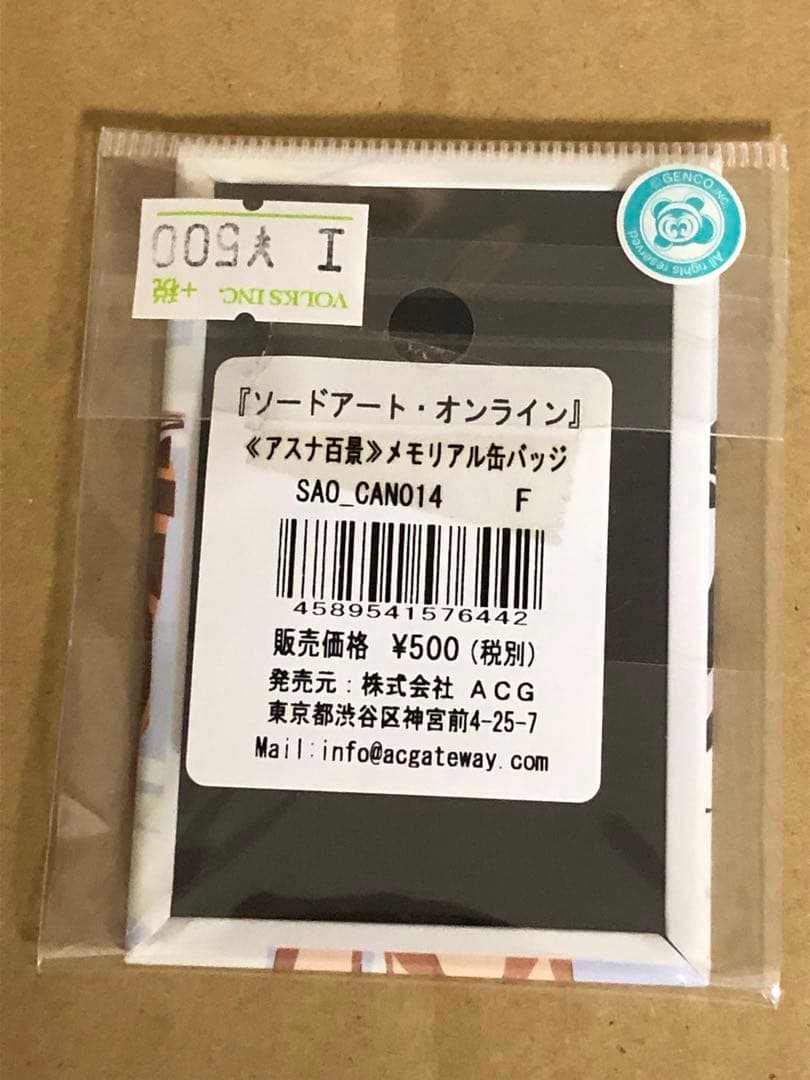 I ¥500
VOLKS INC. +税
© GENCO INC.
All rights reserved.
『ソードアート・オンライン』
《アスナ百景》メモリアル缶バッジ
SAO_CAN014 F
4589541576442
販売価格 ¥500（税別）
発売元：株式会社 ACG
東京都渋谷区神宮前4-25-7
Mail:info@acgateway.com